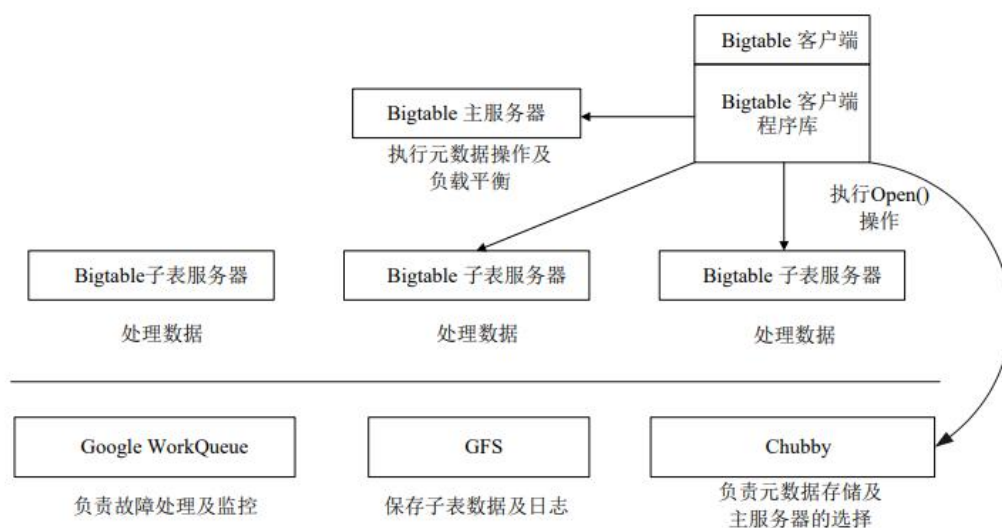 Bigtable 客户端
Bigtable 客户端
程序库
Bigtable 主服务器
执行元数据操作及
负载平衡
执行Open()
操作
Bigtable子表服务器
Bigtable 子表服务器
Bigtable 子表服务器
处理数据
处理数据
处理数据
Google WorkQueue
GFS
Chubby
负责故障处理及监控
保存子表数据及日志
负责元数据存储及
主服务器的选择